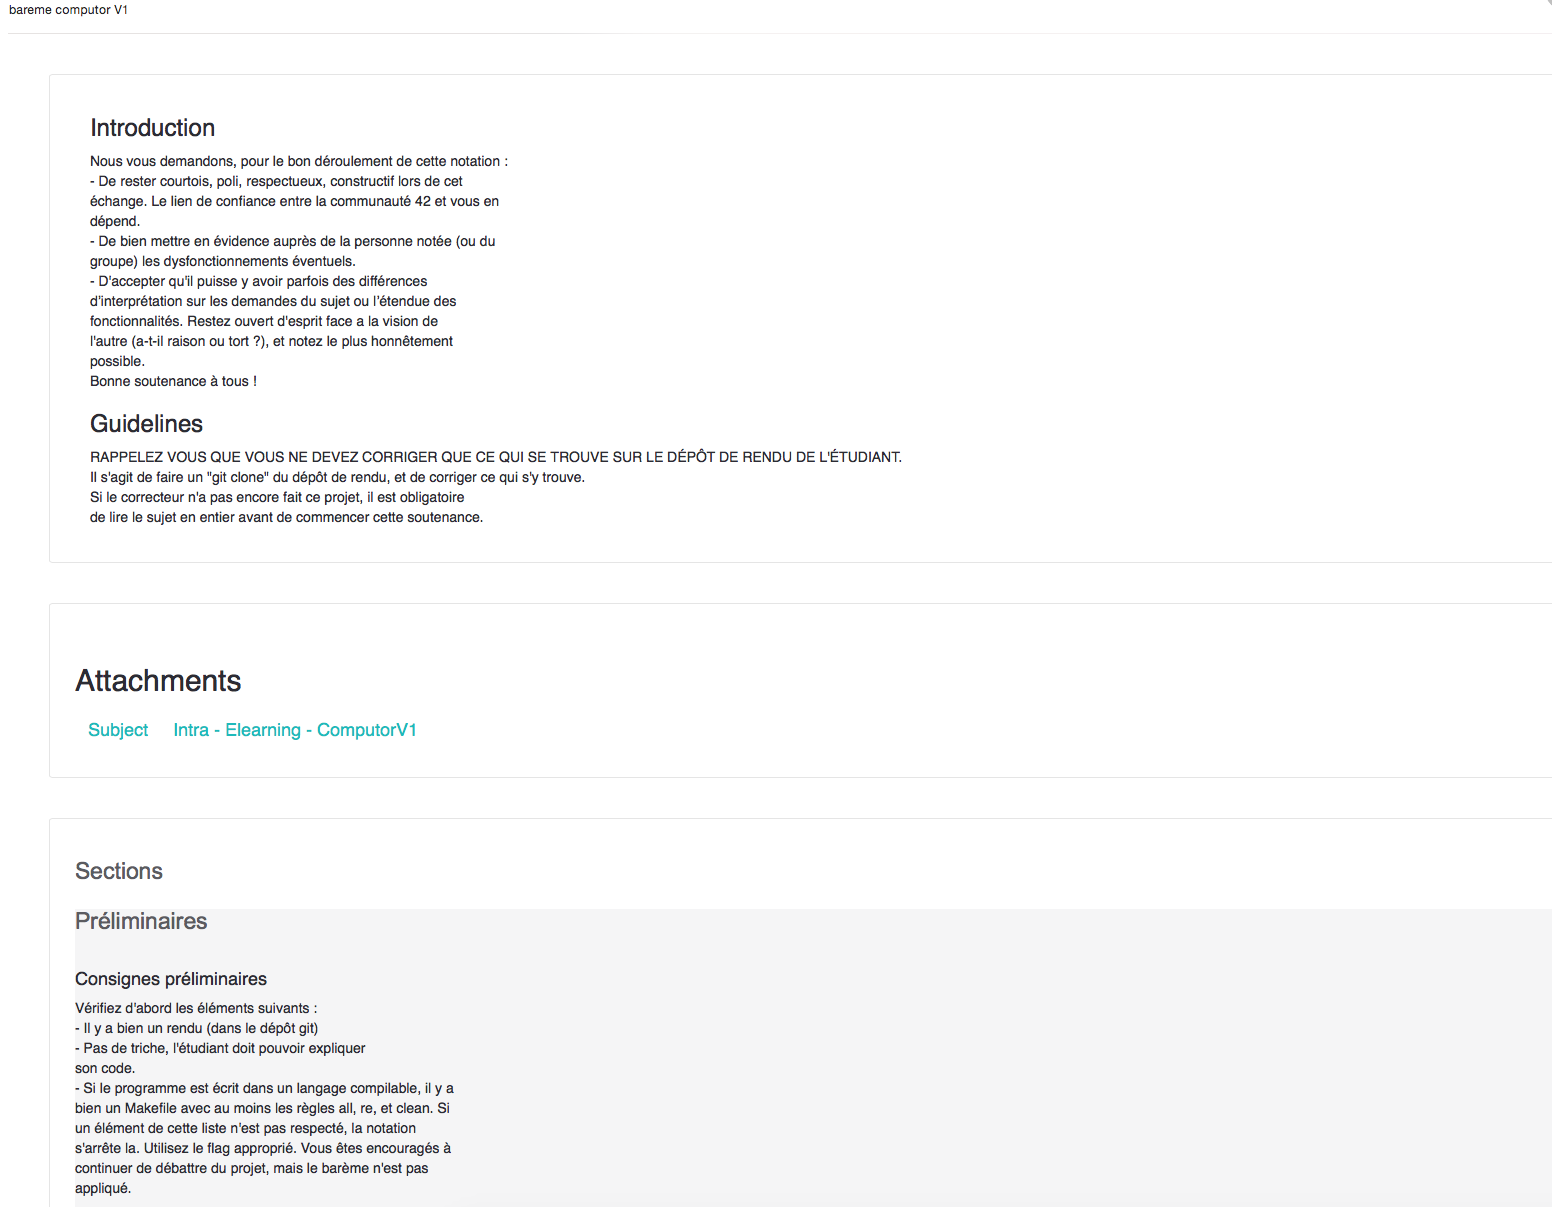 bareme computor V1
Introduction
Nous vous demandons, pour le bon déroulement de cette notation :
- De rester courtois, poli, respectueux, constructif lors de cet
échange. Le lien de confiance entre la communauté 42 et vous en
dépend.
- De bien mettre en évidence auprès de la personne notée (ou du
groupe) les dysfonctionnements éventuels.
- D'accepter qu'il puisse y avoir parfois des différences
d'interprétation sur les demandes du sujet ou l'étendue des
fonctionnalités. Restez ouvert d'esprit face a la vision de
l'autre (a-t-il raison ou tort ?), et notez le plus honnêtement
possible.
Bonne soutenance à tous !
Guidelines
RAPPELEZ VOUS QUE VOUS NE DEVEZ CORRIGER QUE CE QUI SE TROUVE SUR LE DÉPÔT DE RENDU DE L'ÉTUDIANT.
Il s'agit de faire un "git clone" du dépôt de rendu, et de corriger ce qui s'y trouve.
Si le correcteur n'a pas encore fait ce projet, il est obligatoire
de lire le sujet en entier avant de commencer cette soutenance.
Attachments
Subject Intra - Elearning - ComputorV1
Sections
Préliminaires
Consignes préliminaires
Vérifiez d'abord les éléments suivants :
- Il y a bien un rendu (dans le dépôt git)
- Pas de triche, l'étudiant doit pouvoir expliquer
son code.
- Si le programme est écrit dans un langage compilable, il y a
bien un Makefile avec au moins les règles all, re, et clean. Si
un élément de cette liste n'est pas respecté, la notation
s'arrête la. Utilisez le flag approprié. Vous êtes encouragés à
continuer de débattre du projet, mais le barème n'est pas
appliqué.